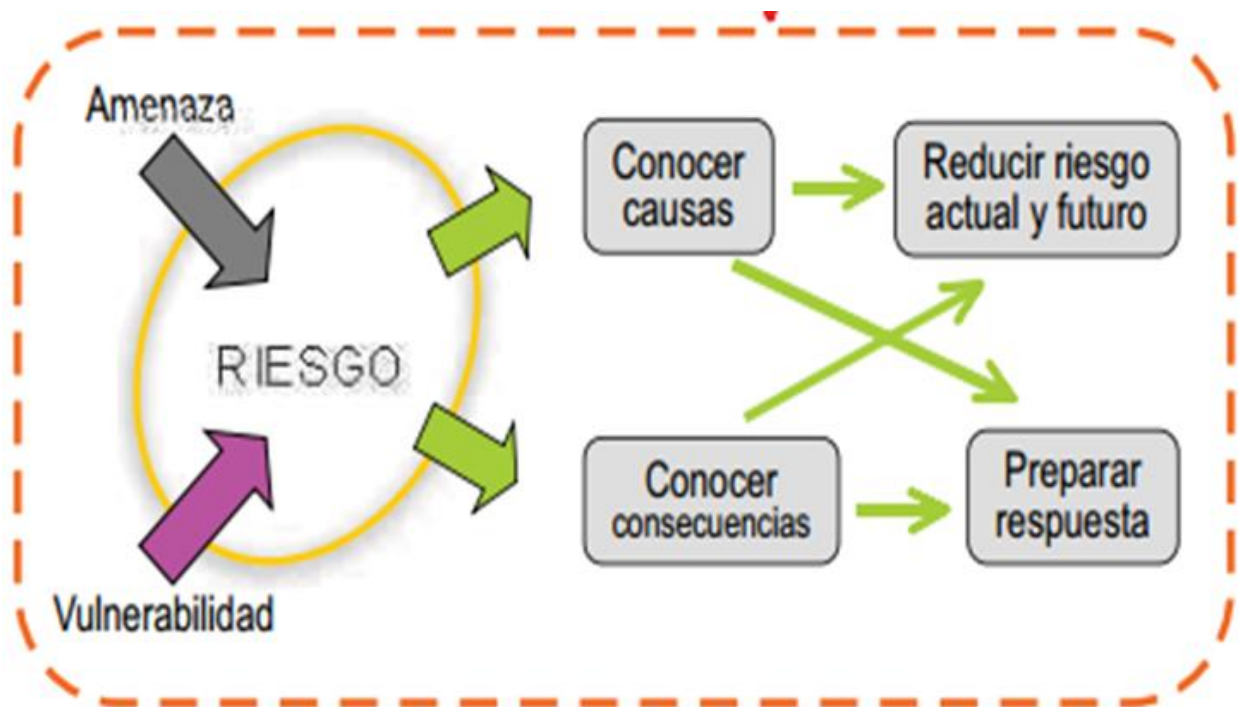 Amenaza
RIESGO
Vulnerabilidad
Conocer
causas
Reducir riesgo
actual y futuro
Conocer
consecuencias
Preparar
respuesta